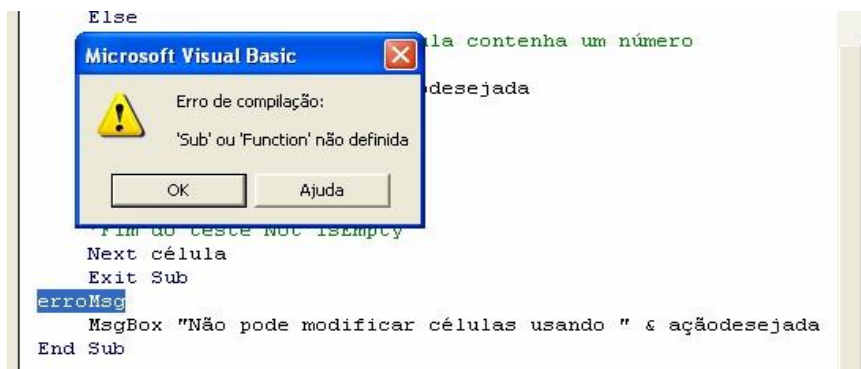 Else
la contenha um número
Microsoft Visual Basic
desejada
Erro de compilação:
'Sub' ou 'Function' não definida
OK Ajuda
'Fim do teste Not IsEmpty
Next célula
Exit Sub
erroMsg
MsgBox "Não pode modificar células usando " & açãodesejada
End Sub